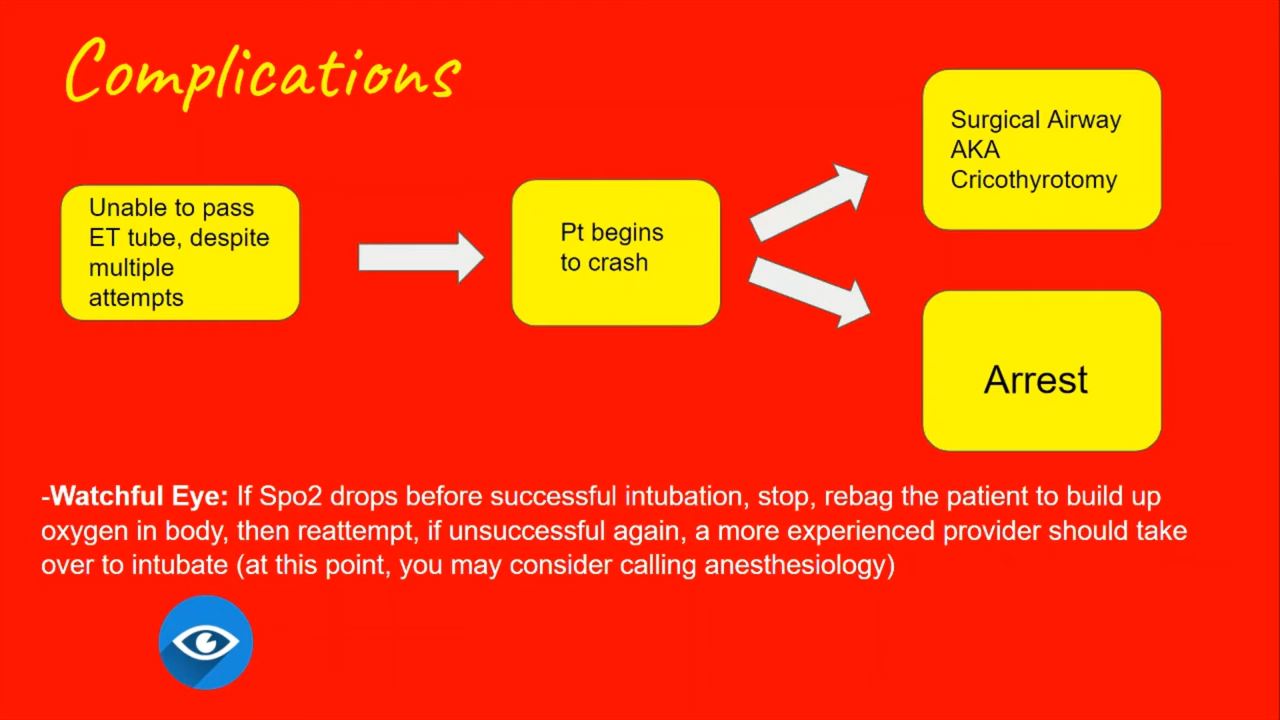 Complications
Unable to pass
ET tube, despite
multiple
attempts
Pt begins
to crash
Surgical Airway
AKA
Cricothyrotomy
Arrest
-Watchful Eye: If Spo2 drops before successful intubation, stop, rebag the patient to build up
oxygen in body, then reattempt, if unsuccessful again, a more experienced provider should take
over to intubate (at this point, you may consider calling anesthesiology)